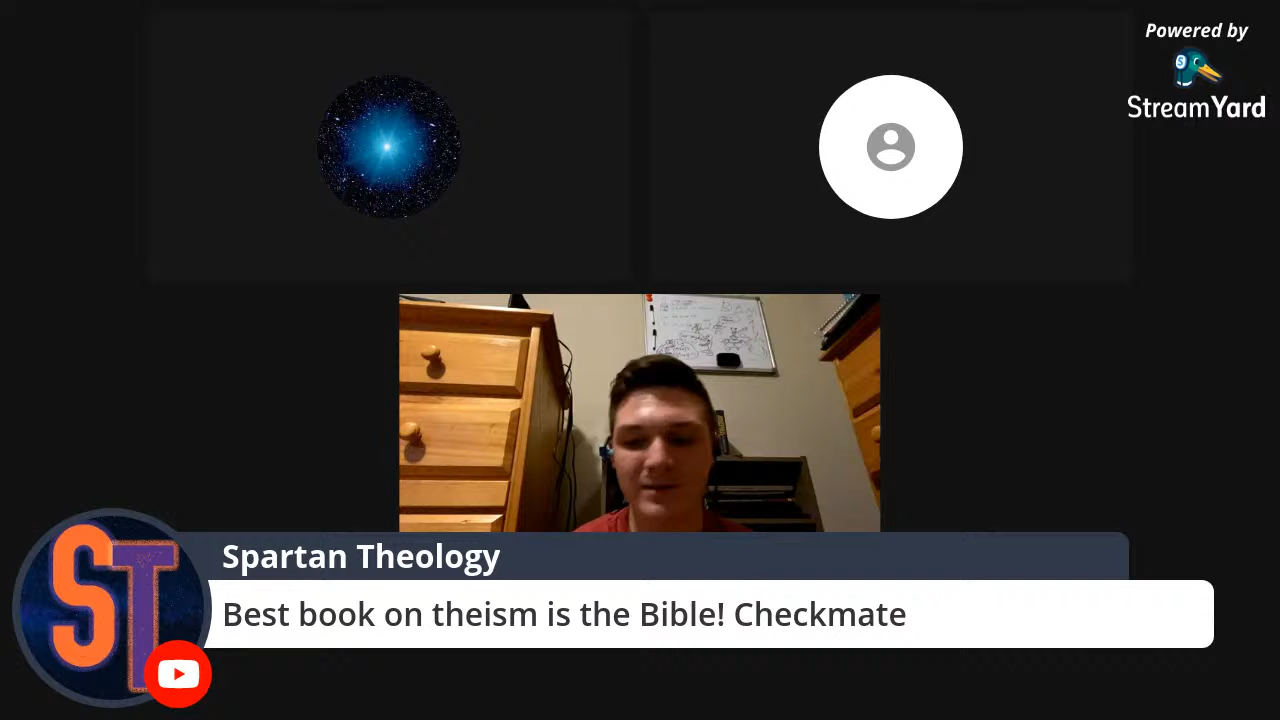 Powered by
StreamYard
ST
Spartan Theology
Best book on theism is the Bible! Checkmate